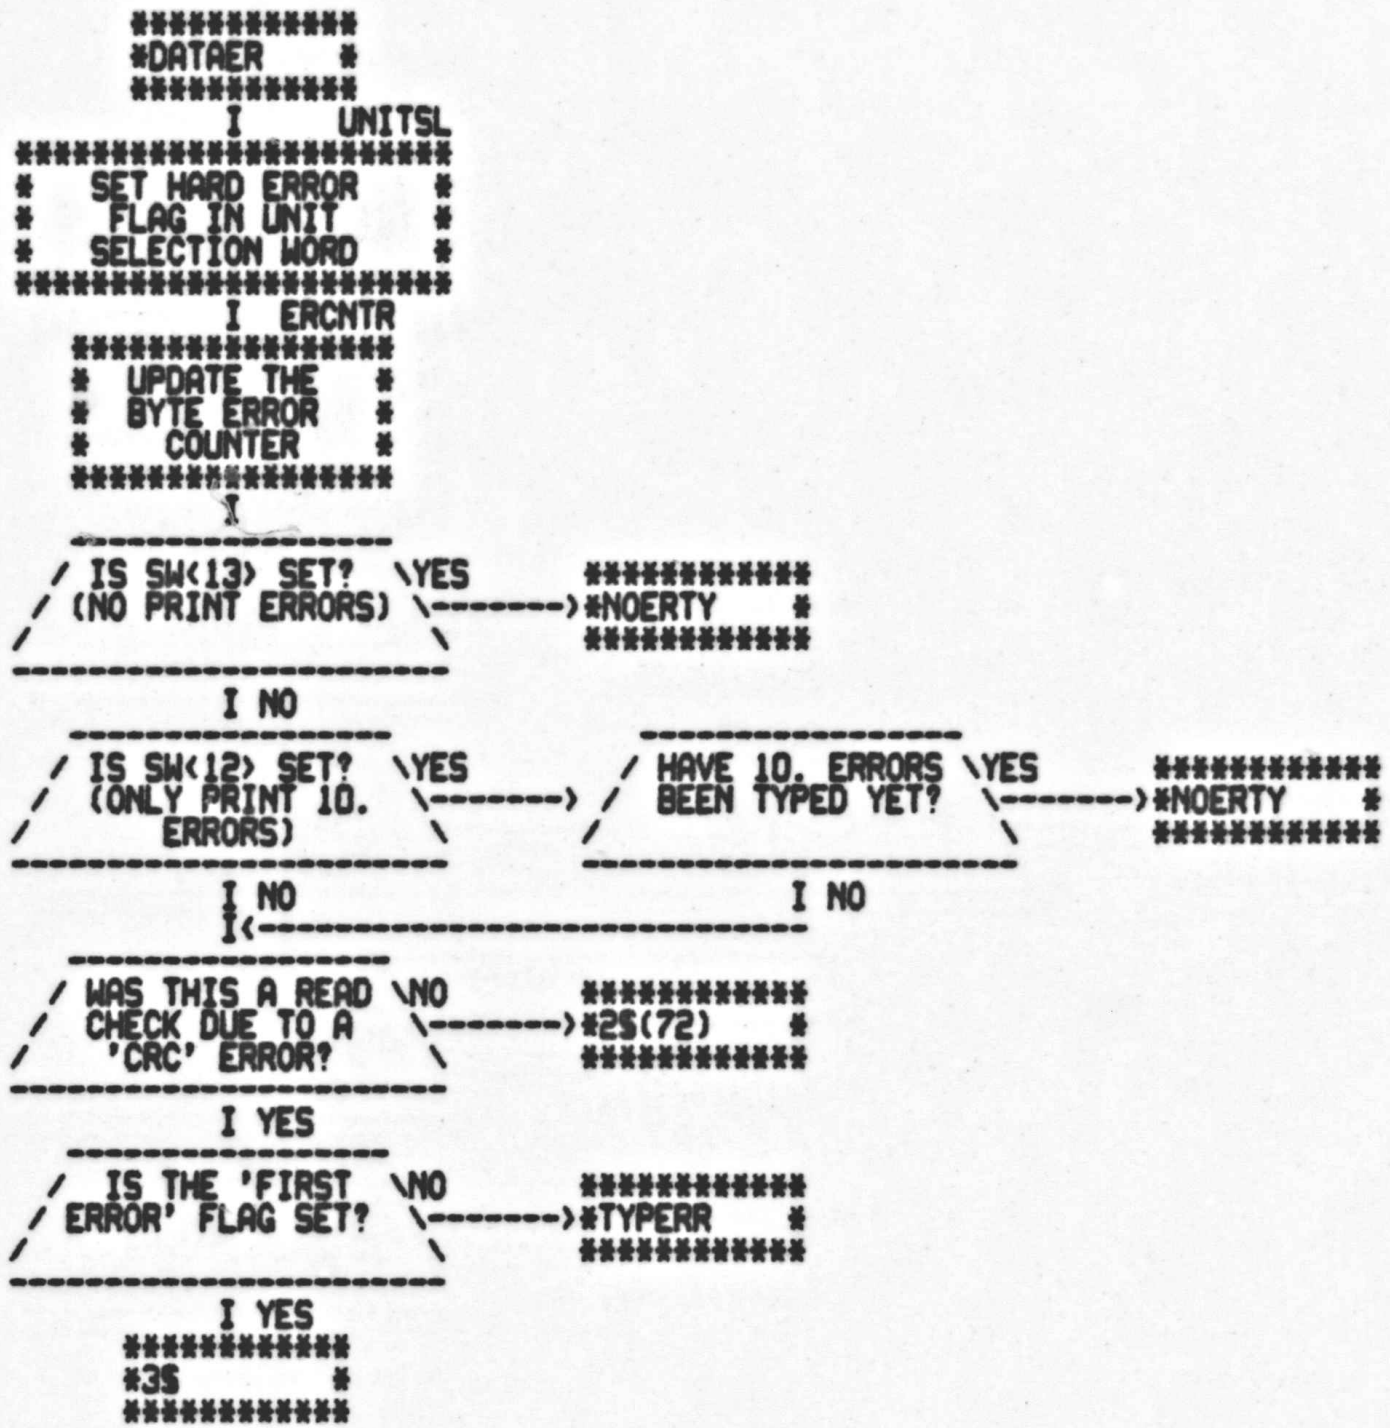 ************
*DATAER    *
************
I     UNITSL
***********************
*   SET HARD ERROR    *
*    FLAG IN UNIT     *
*   SELECTION WORD    *
***********************
I  ERCNTR
*****************
*  UPDATE THE   *
*  BYTE ERROR   *
*    COUNTER    *
*****************
I
-----------------
/ IS SW<13> SET?  \YES      ************
/ (NO PRINT ERRORS) \------->*NOERTY    *
/                      \       ************
-----------------------
I NO
-----------------          -----------------
/ IS SW<12> SET?  \YES        / HAVE 10. ERRORS \YES      ************
/  (ONLY PRINT 10.  \-------> /  BEEN TYPED YET?  \------->*NOERTY    *
/       ERRORS)       \       /                     \       ************
-----------------------       -----------------------
I NO                          I NO
I<-----------------------------
-----------------
/ WAS THIS A READ \NO       ************
/  CHECK DUE TO A   \------->*2$(72)    *
/    'CRC' ERROR?     \       ************
-----------------------
I YES
-----------------
/  IS THE 'FIRST  \NO       ************
/ ERROR' FLAG SET?  \------->*TYPERR    *
/                     \       ************
-----------------------
I YES
************
*3$        *
************